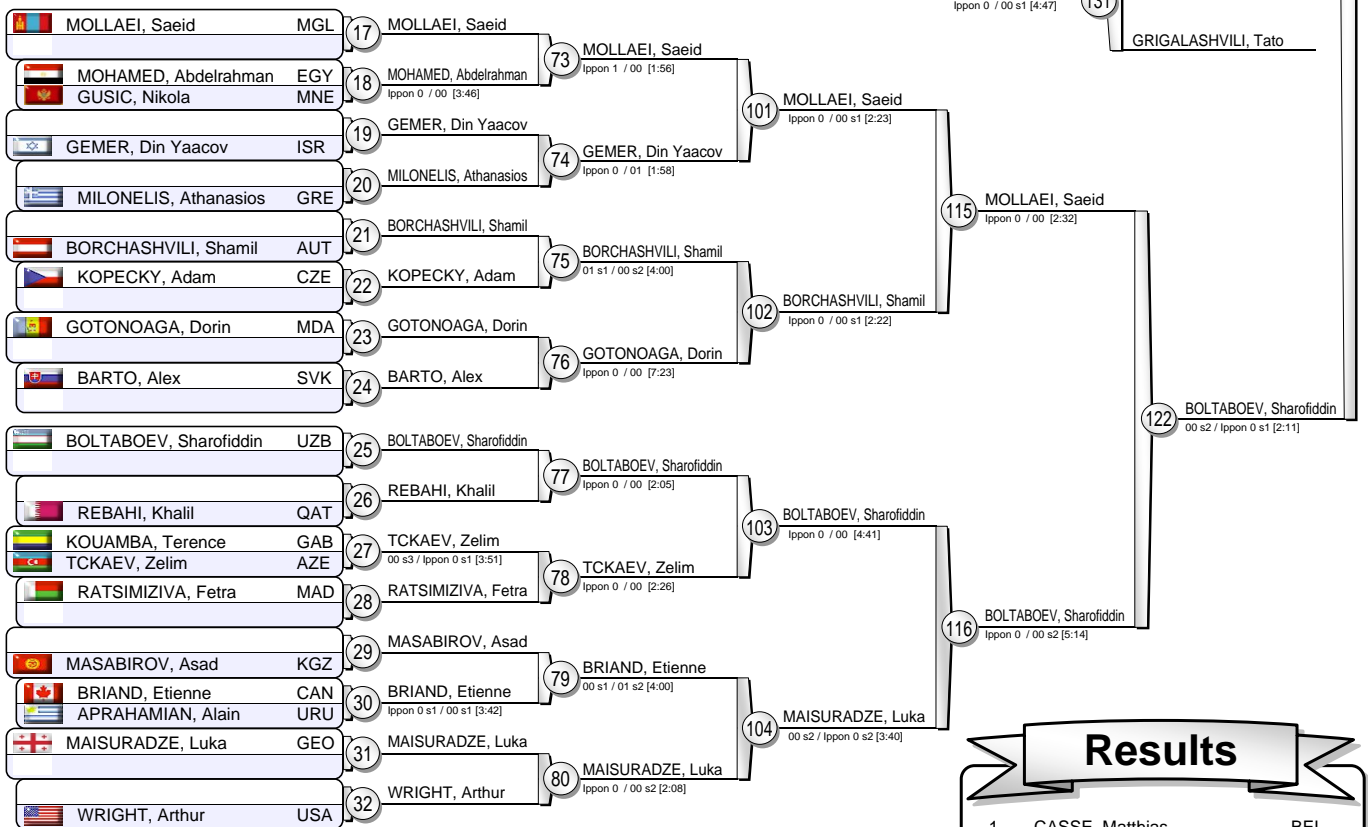 Ippon 0 / 00 s1 [4:47]
131
GRIGALASHVILI, Tato
MOLLAEI, Saeid MGL
17
MOLLAEI, Saeid
73
MOLLAEI, Saeid
Ippon 1 / 00 [1:56]
MOHAMED, Abdelrahman EGY
GUSIC, Nikola MNE
18
MOHAMED, Abdelrahman
Ippon 0 / 00 [3:46]
101
MOLLAEI, Saeid
Ippon 0 / 00 s1 [2:23]
GEMER, Din Yaacov ISR
19
GEMER, Din Yaacov
74
GEMER, Din Yaacov
Ippon 0 / 01 [1:58]
MILONELIS, Athanasios GRE
20
MILONELIS, Athanasios
115
MOLLAEI, Saeid
Ippon 0 / 00 [2:32]
BORCHASHVILI, Shamil AUT
21
BORCHASHVILI, Shamil
75
BORCHASHVILI, Shamil
01 s1 / 00 s2 [4:00]
KOPECKY, Adam CZE
22
KOPECKY, Adam
102
BORCHASHVILI, Shamil
Ippon 0 / 00 s1 [2:22]
GOTONOAGA, Dorin MDA
23
GOTONOAGA, Dorin
76
GOTONOAGA, Dorin
Ippon 0 / 00 [7:23]
BARTO, Alex SVK
24
BARTO, Alex
122
BOLTABOEV, Sharofiddin
00 s2 / Ippon 0 s1 [2:11]
BOLTABOEV, Sharofiddin UZB
25
BOLTABOEV, Sharofiddin
77
BOLTABOEV, Sharofiddin
Ippon 0 / 00 [2:05]
REBAHI, Khalil QAT
26
REBAHI, Khalil
103
BOLTABOEV, Sharofiddin
Ippon 0 / 00 [4:41]
KOUAMBA, Terence GAB
TCKAEV, Zelim AZE
27
TCKAEV, Zelim
00 s3 / Ippon 0 s1 [3:51]
78
TCKAEV, Zelim
Ippon 0 / 00 [2:26]
RATSIMIZIVA, Fetra MAD
28
RATSIMIZIVA, Fetra
116
BOLTABOEV, Sharofiddin
Ippon 0 / 00 s2 [5:14]
MASABIROV, Asad KGZ
29
MASABIROV, Asad
79
BRIAND, Etienne
00 s1 / 01 s2 [4:00]
BRIAND, Etienne CAN
APRAHAMIAN, Alain URU
30
BRIAND, Etienne
Ippon 0 s1 / 00 s1 [3:42]
104
MAISURADZE, Luka
00 s2 / Ippon 0 s2 [3:40]
MAISURADZE, Luka GEO
31
MAISURADZE, Luka
80
MAISURADZE, Luka
Ippon 0 / 00 s2 [2:08]
WRIGHT, Arthur USA
32
WRIGHT, Arthur
Results
1 CASSE, Matthias BEL